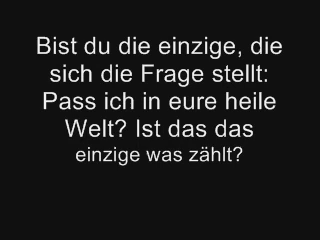 Bist du die einzige, die
sich die Frage stellt:
Pass ich in eure heile
Welt? Ist das das
einzige was zählt?